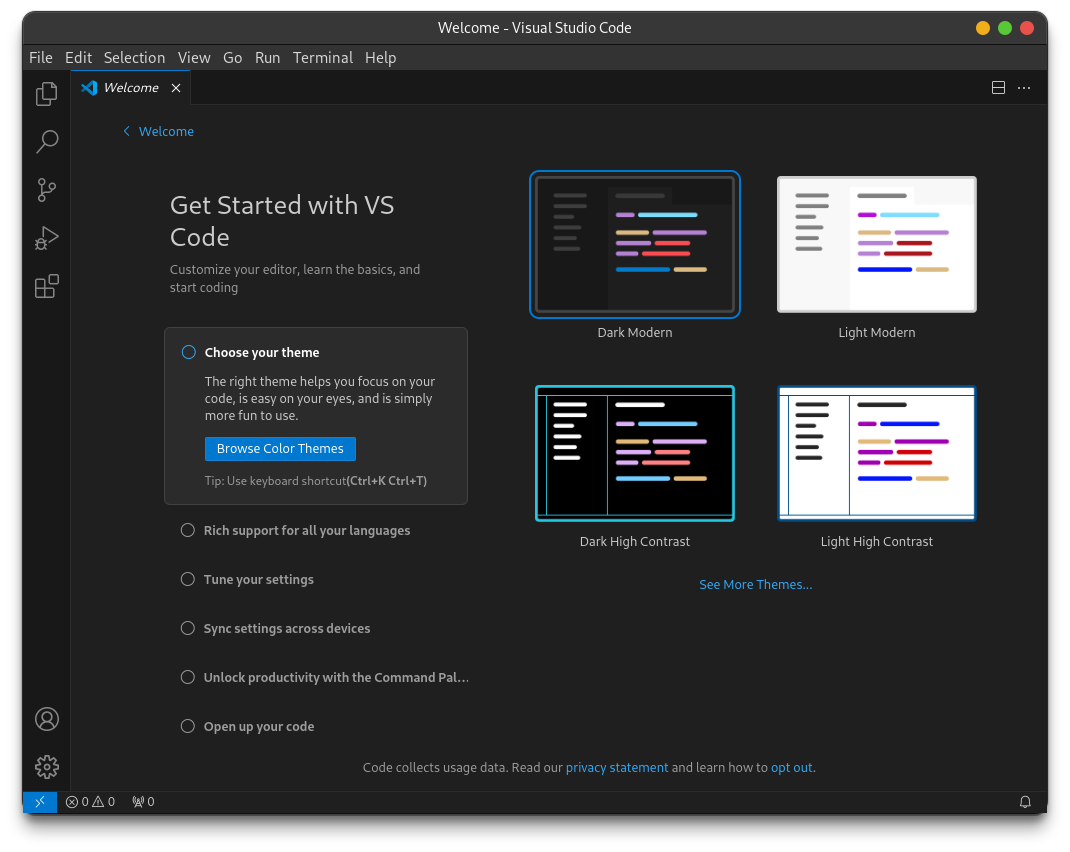 Welcome - Visual Studio Code
File Edit Selection View Go Run Terminal Help
Welcome
Welcome
Get Started with VS
Code
Customize your editor, learn the basics, and
start coding
Choose your theme
The right theme helps you focus on your
code, is easy on your eyes, and is simply
more fun to use.
Browse Color Themes
Tip: Use keyboard shortcut(Ctrl+K Ctrl+T)
Rich support for all your languages
Tune your settings
Sync settings across devices
Unlock productivity with the Command Pal...
Open up your code
Dark Modern
Light Modern
Dark High Contrast
Light High Contrast
See More Themes...
Code collects usage data. Read our privacy statement and learn how to opt out.
0 0 0